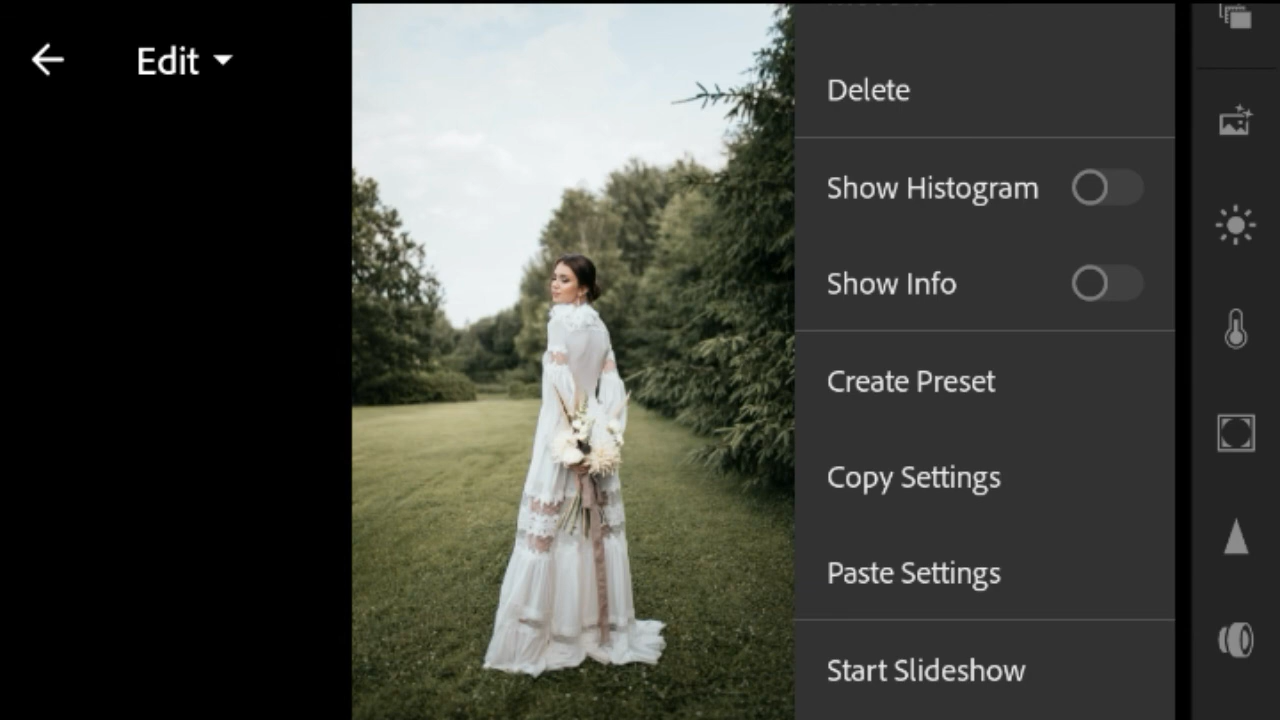 Edit
Delete
Show Histogram
Show Info
Create Preset
Copy Settings
Paste Settings
Start Slideshow